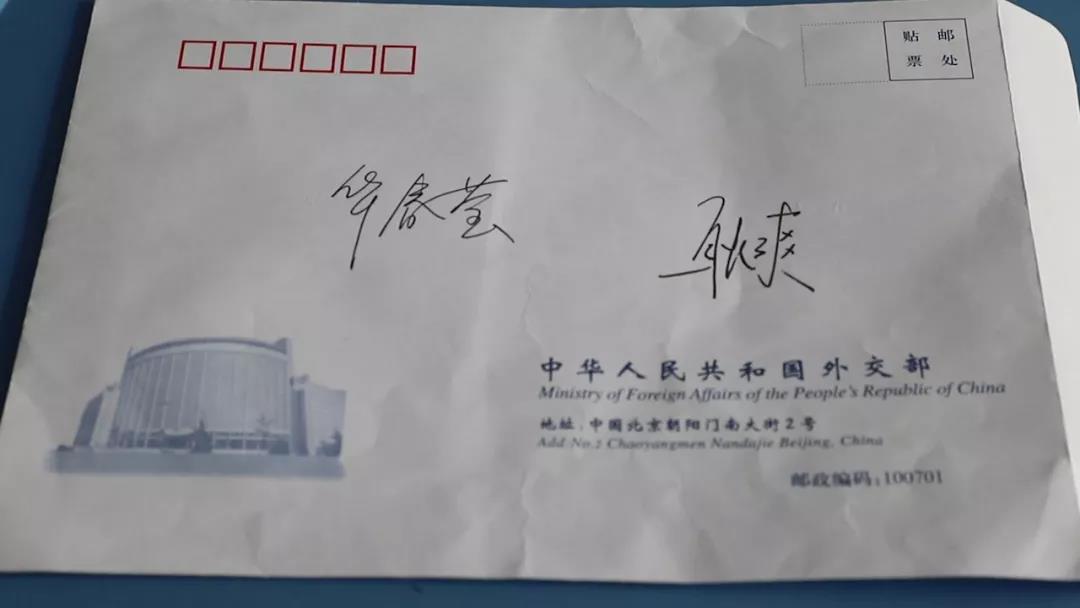 贴 邮
票 处
华春莹
耿爽
中华人民共和国外交部
Ministry of Foreign Affairs of the People's Republic of China
地址:中国北京朝阳门南大街2号
Add No.2 Chaoyangmen Nandajie Beijing, China
邮政编码:100701